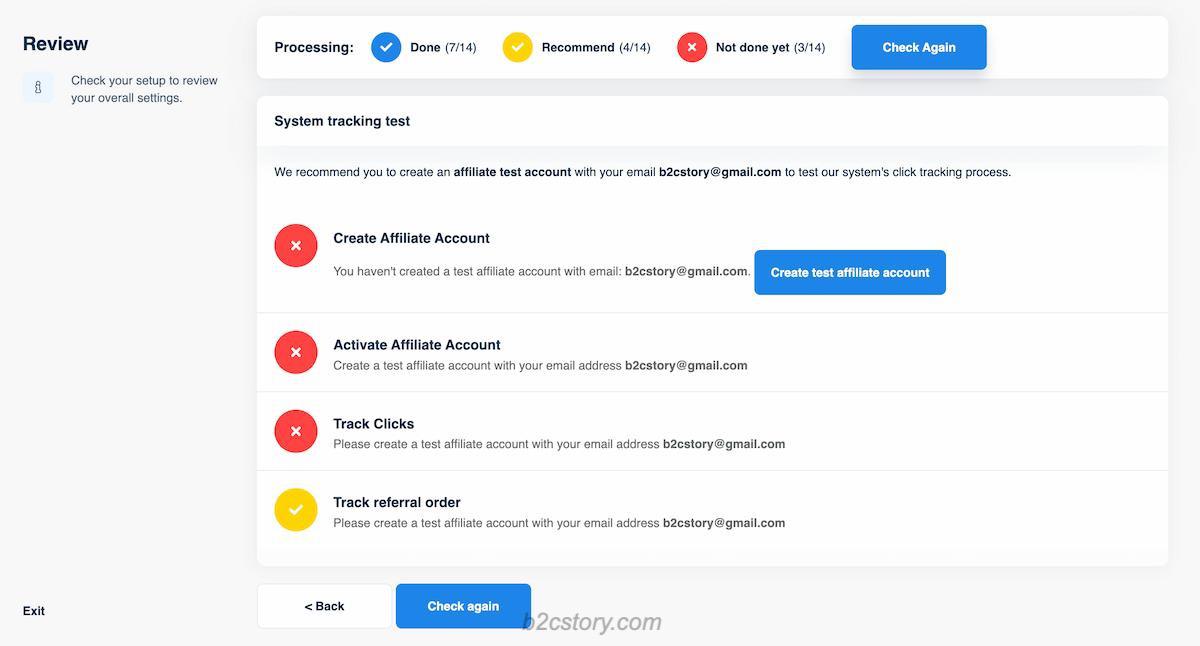 Review
Check your setup to review
your overall settings.
Processing: Done (7/14) Recommend (4/14) Not done yet (3/14) Check Again
System tracking test
We recommend you to create an affiliate test account with your email b2cstory@gmail.com to test our system's click tracking process.
Create Affiliate Account
You haven't created a test affiliate account with email: b2cstory@gmail.com. Create test affiliate account
Activate Affiliate Account
Create a test affiliate account with your email address b2cstory@gmail.com
Track Clicks
Please create a test affiliate account with your email address b2cstory@gmail.com
Track referral order
Please create a test affiliate account with your email address b2cstory@gmail.com
Exit
< Back Check again
b2cstory.com